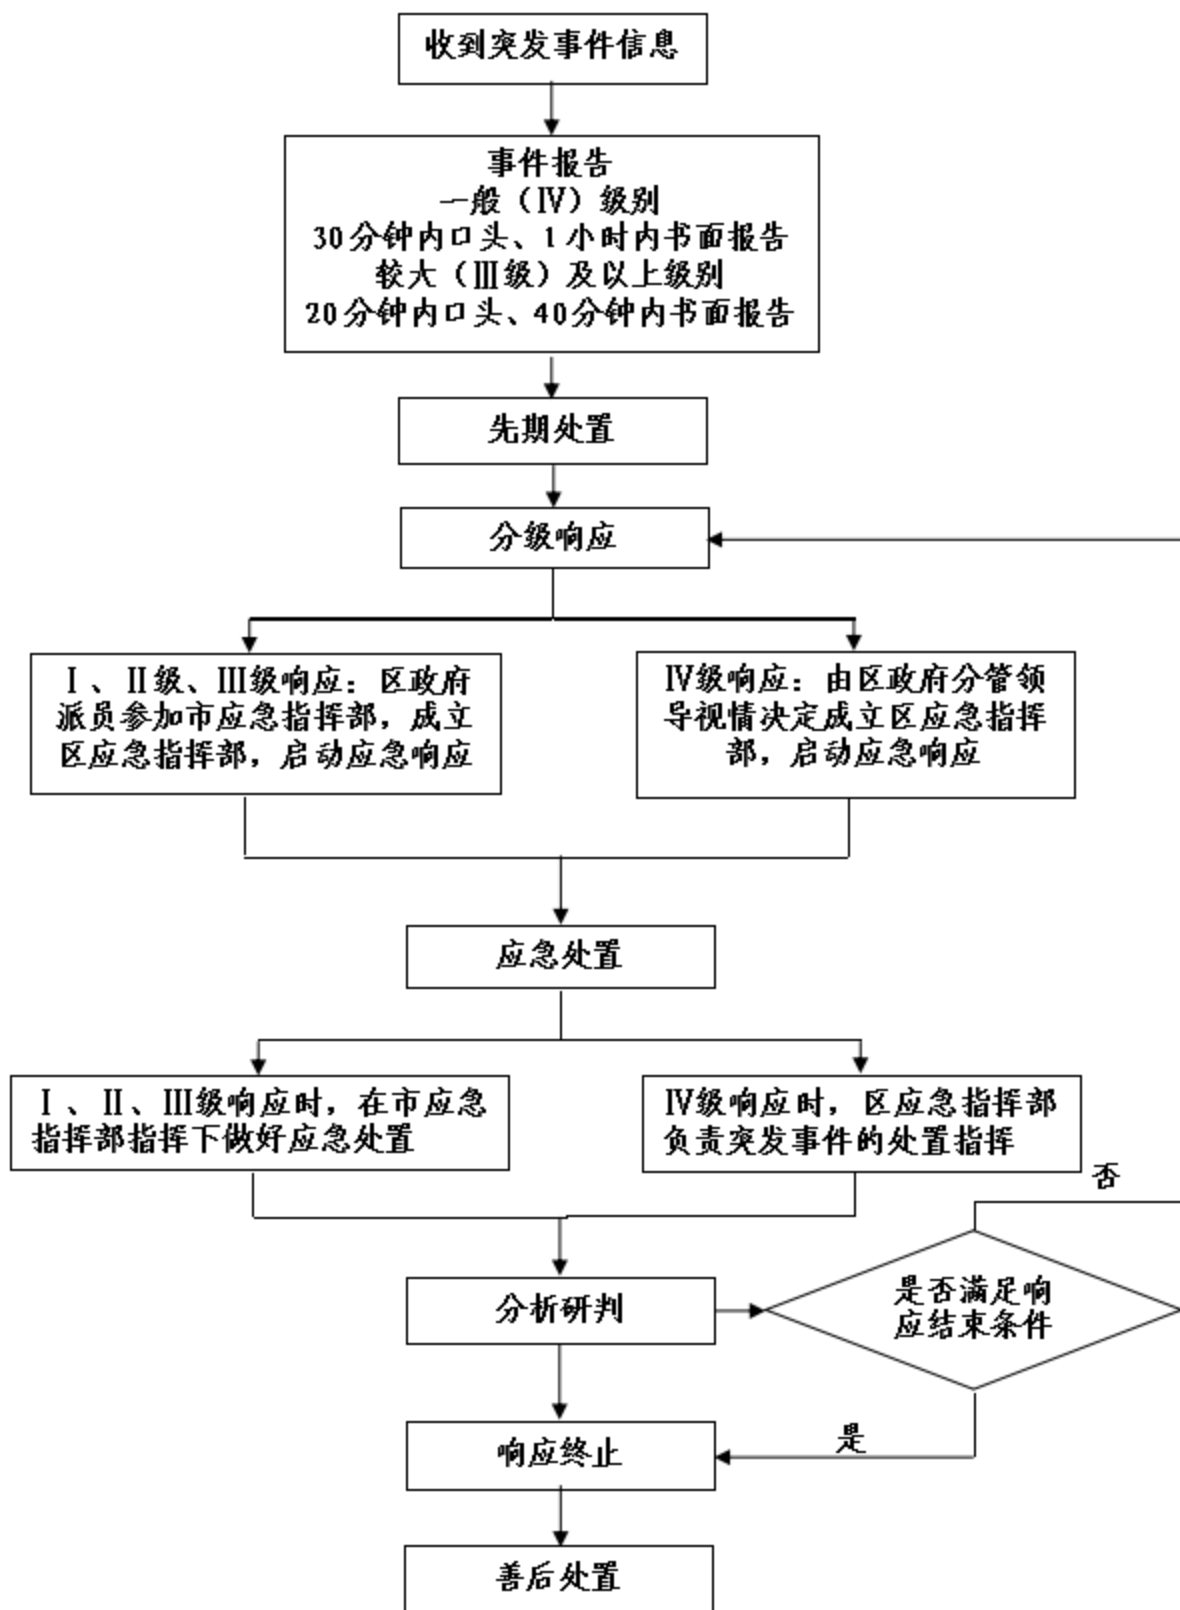 收到突发事件信息
事件报告
一般（Ⅳ）级别
30分钟内口头、1小时内书面报告
较大（Ⅲ级）及以上级别
20分钟内口头、40分钟内书面报告
先期处置
分级响应
Ⅰ、Ⅱ级、Ⅲ级响应：区政府
派员参加市应急指挥部，成立
区应急指挥部，启动应急响应
Ⅳ级响应：由区政府分管领
导视情决定成立区应急指挥
部，启动应急响应
应急处置
Ⅰ、Ⅱ、Ⅲ级响应时，在市应急
指挥部指挥下做好应急处置
Ⅳ级响应时，区应急指挥部
负责突发事件的处置指挥
否
分析研判
是否满足响
应结束条件
响应终止
是
善后处置